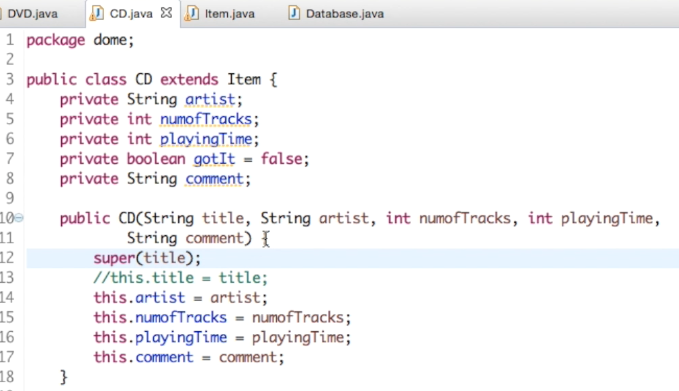 DVD.java CD.java Item.java Database.java
1 package dome;
2
3 public class CD extends Item {
4 private String artist;
5 private int numofTracks;
6 private int playingTime;
7 private boolean gotIt = false;
8 private String comment;
9
10 public CD(String title, String artist, int numofTracks, int playingTime,
11 String comment) {
12 super(title);
13 //this.title = title;
14 this.artist = artist;
15 this.numofTracks = numofTracks;
16 this.playingTime = playingTime;
17 this.comment = comment;
18 }